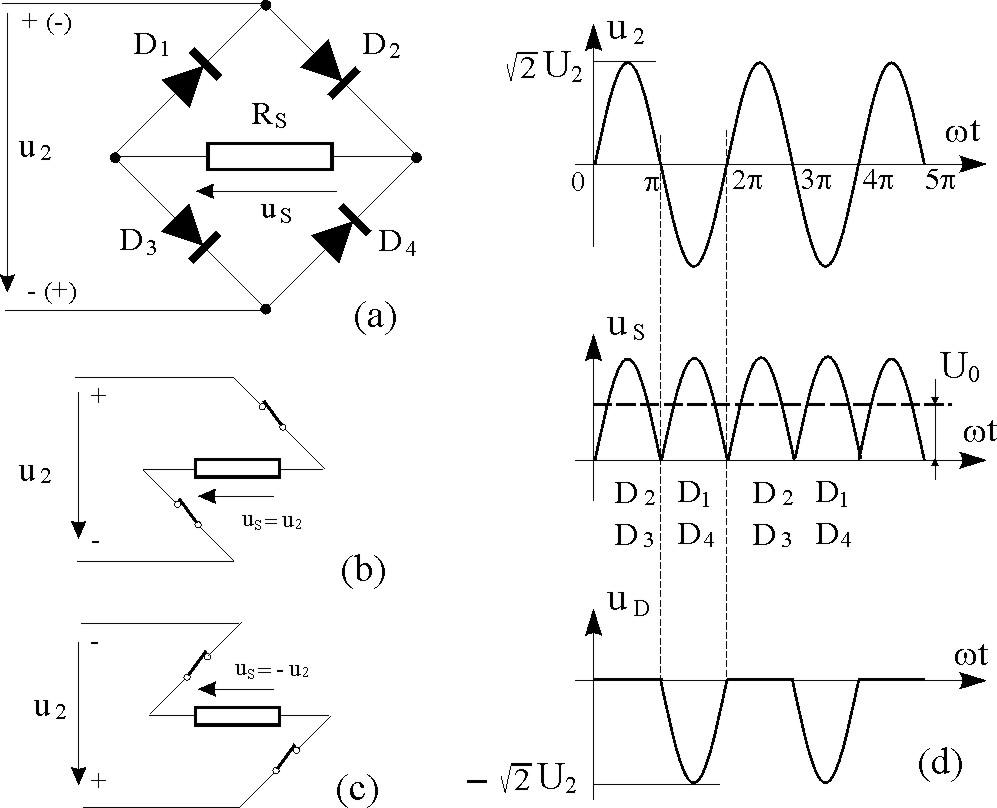 + (-)
D1
D2
u2
RS
uS
D3
D4
- (+)
(a)
+
u2
uS = u2
-
(b)
-
uS = - u2
u2
+
(c)
u2
√2 U2
ωt
0
π
2π
3π
4π
5π
uS
U0
ωt
D2 D1 D2 D1
D3 D4 D3 D4
uD
ωt
- √2 U2
(d)